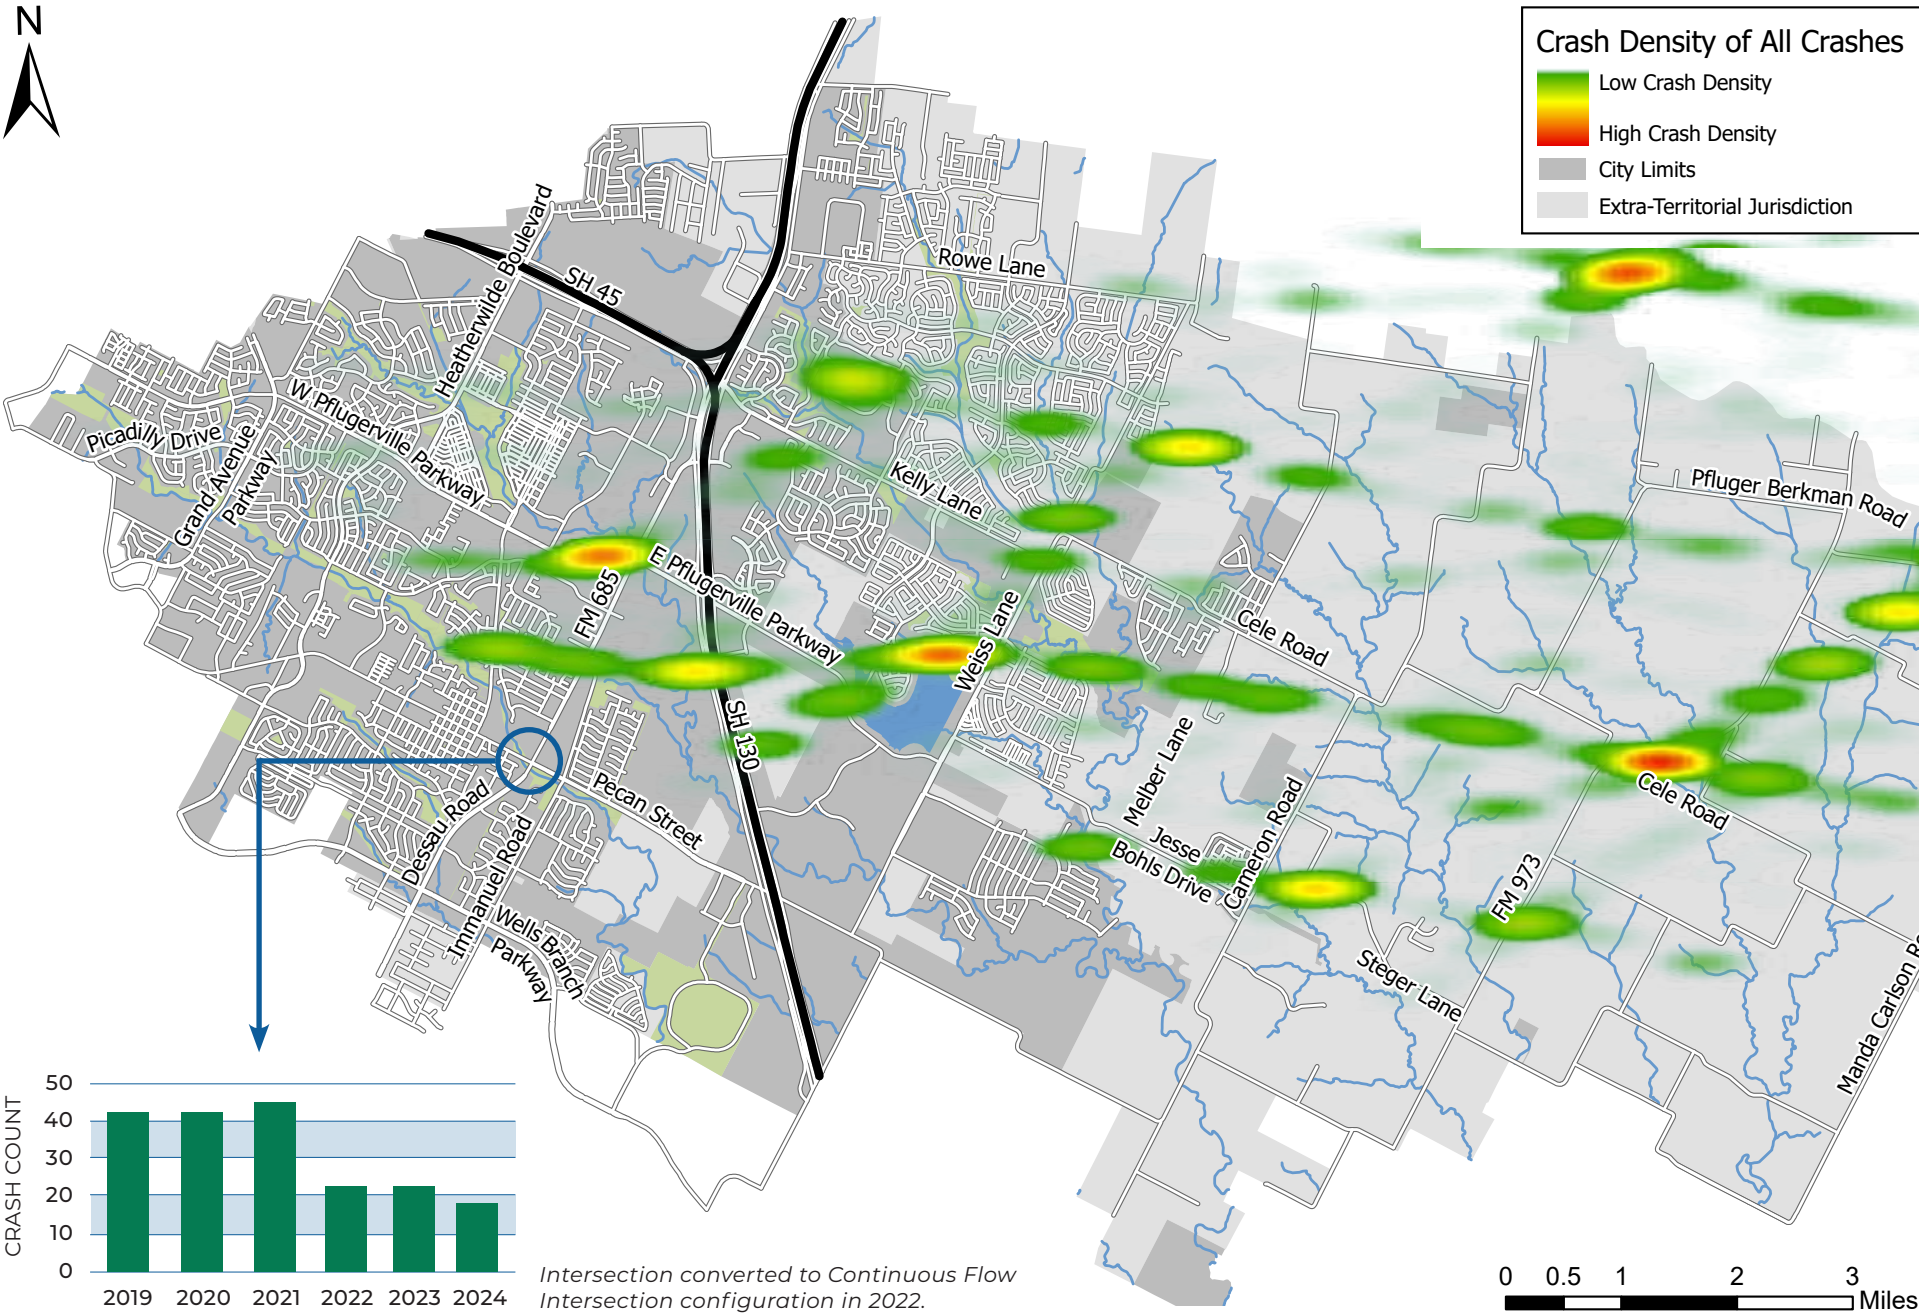 N
Crash Density of All Crashes
Low Crash Density
High Crash Density
City Limits
Extra-Territorial Jurisdiction
Heatherwilde Boulevard
SH 45
Rowe Lane
W Pflugerville Parkway
Picadilly Drive
Grand Avenue
Parkway
Kelly Lane
Pfluger Berkman Road
E Pflugerville Parkway
FM 685
Weiss Lane
Cele Road
SH 130
Melber Lane
Pecan Street
Dessau Road
Immanuel Road
Jesse
Bohls Drive
Cameron Road
Cele Road
FM 973
Wells Branch
Parkway
Steger Lane
Manda Carlson R
CRASH COUNT
50
40
30
20
10
0
2019 2020 2021 2022 2023 2024
Intersection converted to Continuous Flow
Intersection configuration in 2022.
0 0.5 1 2 3
Miles